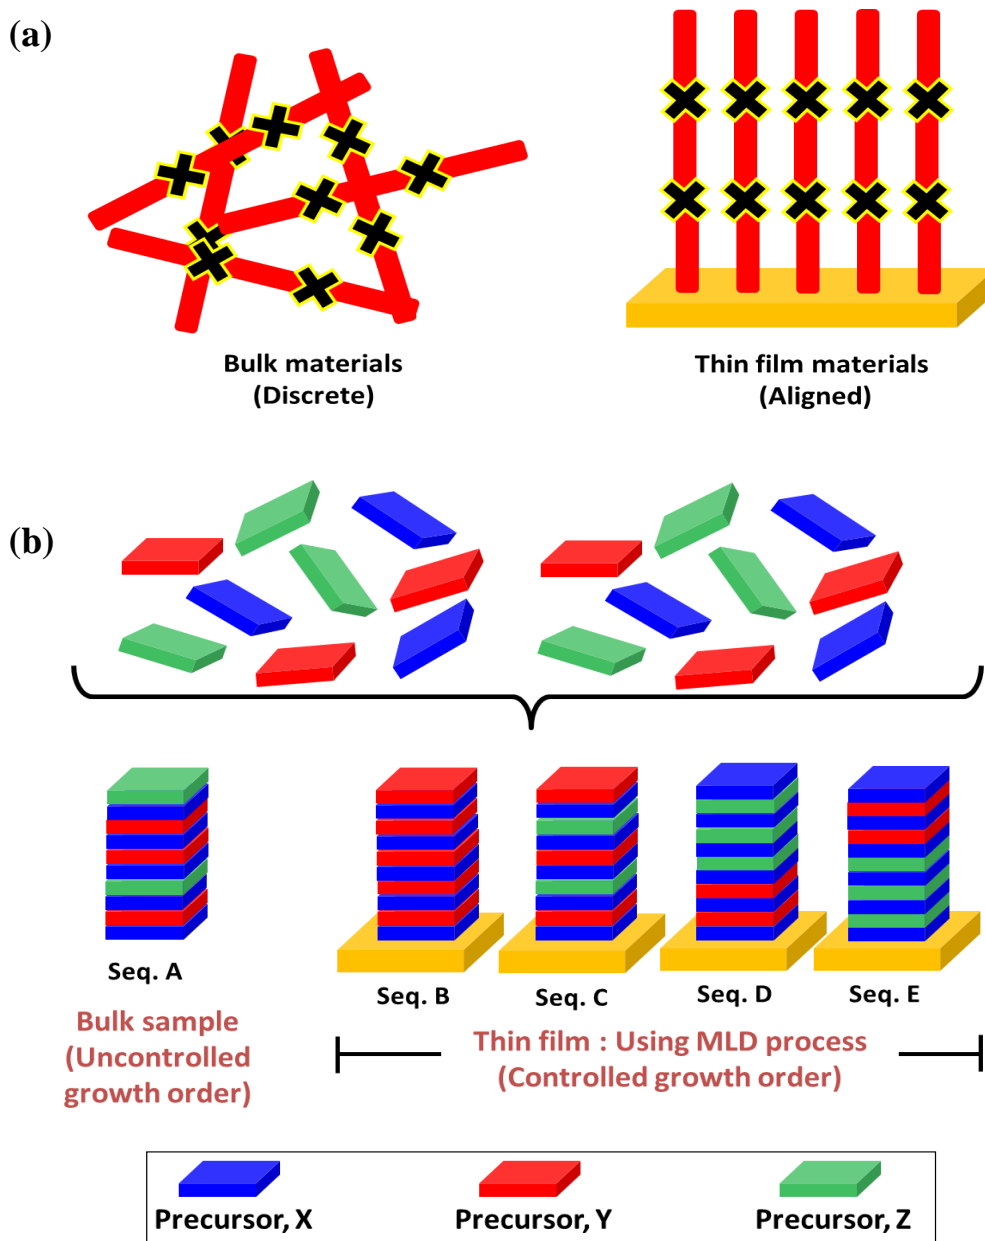 (a)
Bulk materials
(Discrete)
Thin film materials
(Aligned)
(b)
Seq. A
Seq. B
Seq. C
Seq. D
Seq. E
Bulk sample
(Uncontrolled
growth order)
Thin film : Using MLD process
(Controlled growth order)
Precursor, X
Precursor, Y
Precursor, Z